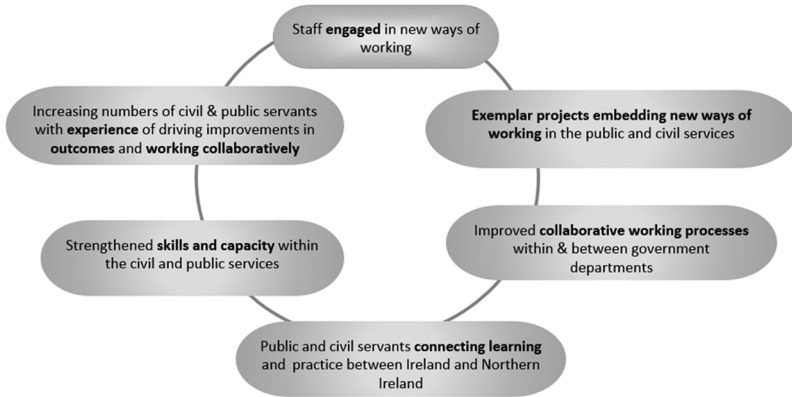 Staff engaged in new ways of
working
Exemplar projects embedding new ways of
working in the public and civil services
Improved collaborative working processes
within & between government
departments
Public and civil servants connecting learning
and practice between Ireland and Northern
Ireland
Strengthened skills and capacity within
the civil and public services
Increasing numbers of civil & public servants
with experience of driving improvements in
outcomes and working collaboratively